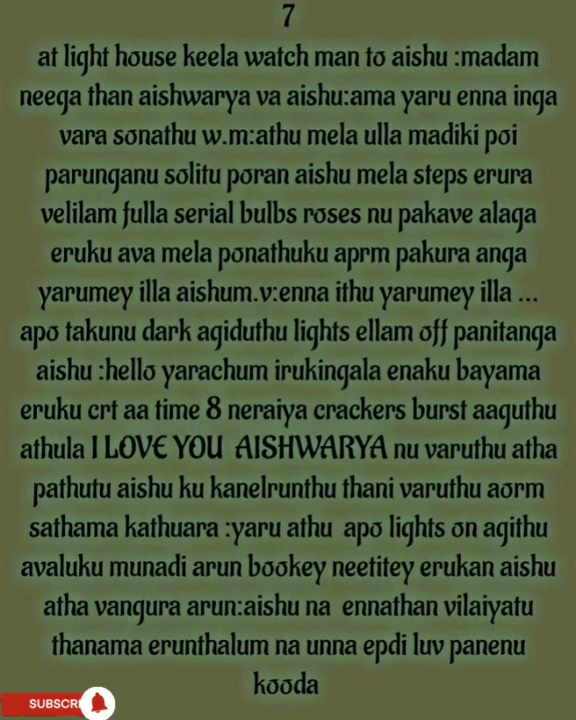 7
at light house keela watch man to aishu :madam
neega than aishwarya va aishu:ama yaru enna inga
vara sonathu w.m:athu mela ulla madiki poi
parunganu solitu poran aishu mela steps erura
velilam fulla serial bulbs roses nu pakave alaga
eruku ava mela ponathuku aprm pakura anga
yarumey illa aishum.v:enna ithu yarumey illa ...
apo takunu dark agiduthu lights ellam off panitanga
aishu :hello yarachum irukingala enaku bayama
eruku crt aa time 8 neraiya crackers burst aaguthu
athula I LOVE YOU AISHWARYA nu varuthu atha
pathutu aishu ku kanelrunthu thani varuthu aorm
sathama kathuara :yaru athu apo lights on agithu
avaluku munadi arun bookey neetitey erukan aishu
atha vangura arun:aishu na ennathan vilaiyatu
thanama erunthalum na unna epdi luv panenu
kooda
SUBSCRI